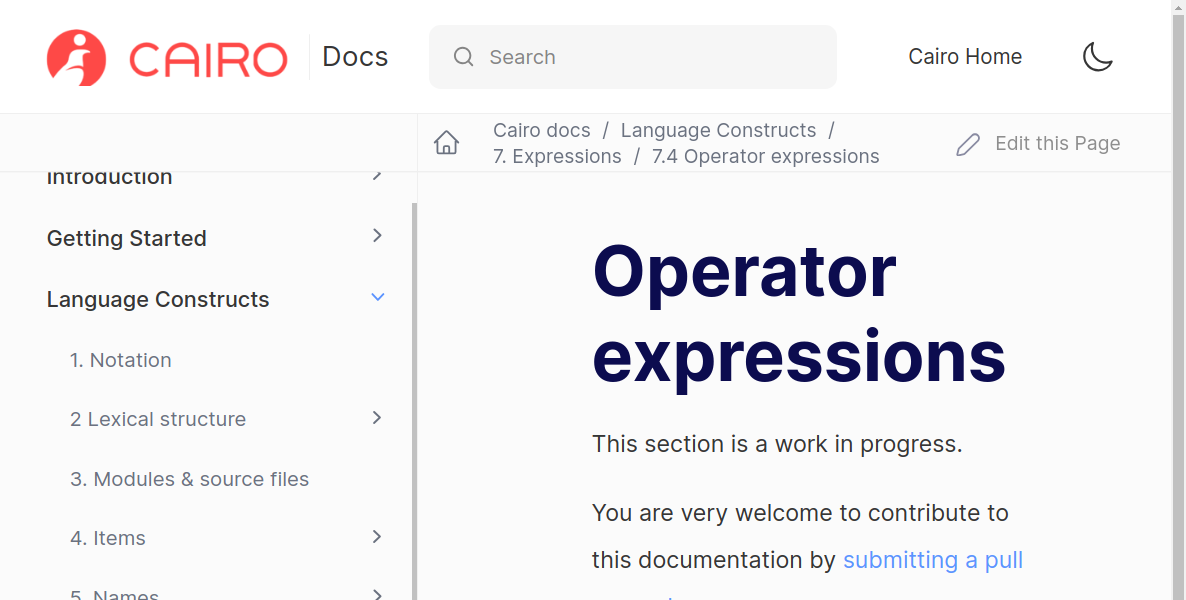 CAIRO Docs
Search
Cairo Home
Cairo docs / Language Constructs /
7. Expressions / 7.4 Operator expressions
Edit this Page
Introduction
Getting Started
Language Constructs
1. Notation
2 Lexical structure
3. Modules & source files
4. Items
5. Names
Operator
expressions
This section is a work in progress.
You are very welcome to contribute to
this documentation by submitting a pull